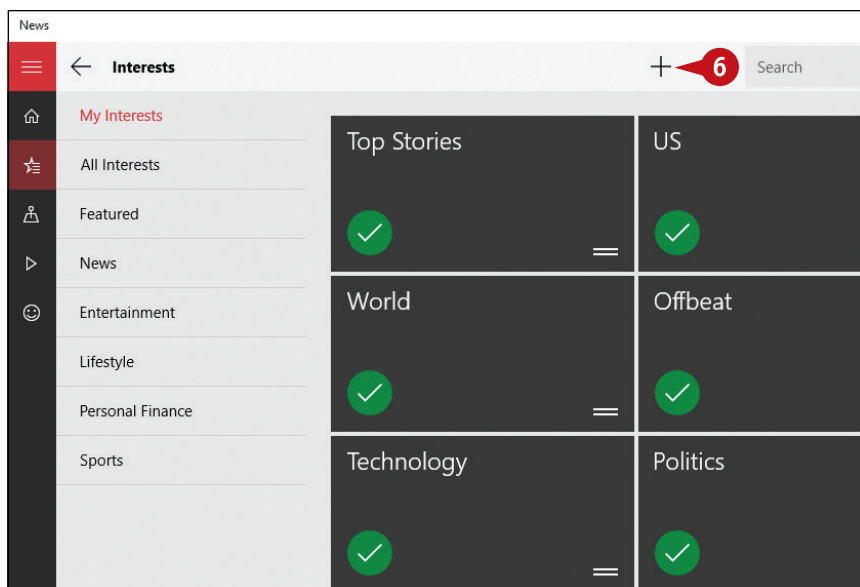 News
Interests
6
Search
My Interests
All Interests
Featured
News
Entertainment
Lifestyle
Personal Finance
Sports
Top Stories
US
World
Offbeat
Technology
Politics